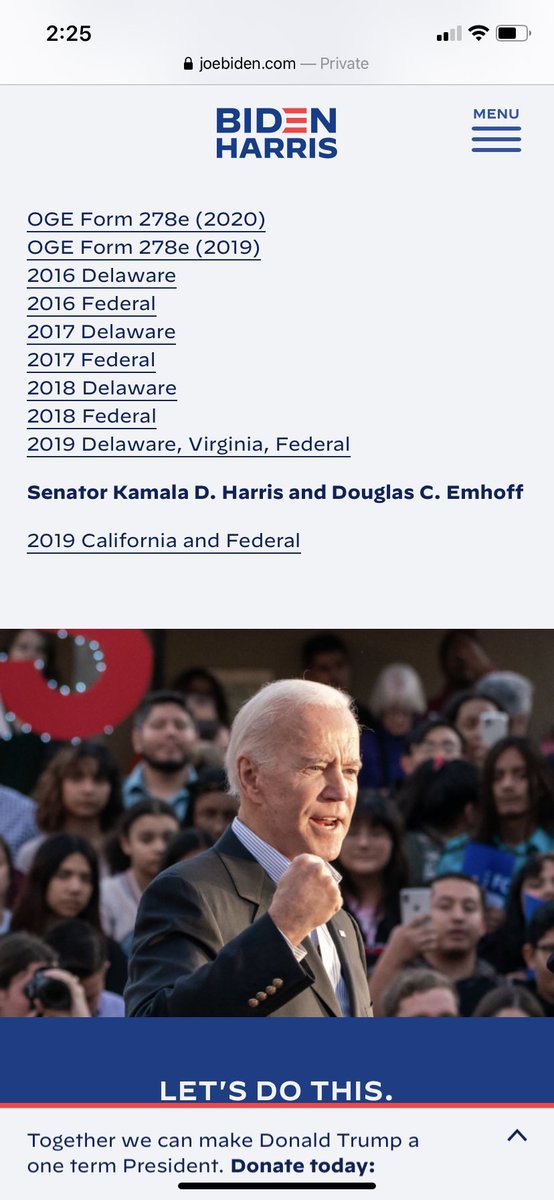 2:25
joebiden.com — Private
BIDEN
HARRIS
MENU
OGE Form 278e (2020)
OGE Form 278e (2019)
2016 Delaware
2016 Federal
2017 Delaware
2017 Federal
2018 Delaware
2018 Federal
2019 Delaware, Virginia, Federal
Senator Kamala D. Harris and Douglas C. Emhoff
2019 California and Federal
LET'S DO THIS.
Together we can make Donald Trump a
one term President. Donate today: